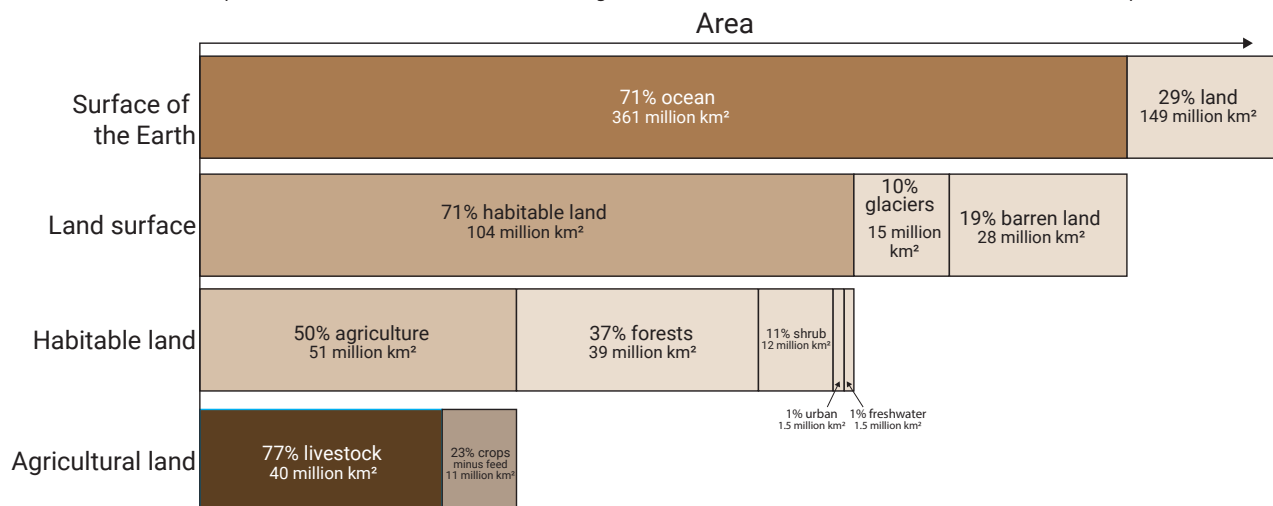 Area
Surface of
the Earth
71% ocean
361 million km²
29% land
149 million km²
Land surface
71% habitable land
104 million km²
10%
glaciers
15 million
km²
19% barren land
28 million km²
Habitable land
50% agriculture
51 million km²
37% forests
39 million km²
11% shrub
12 million km²
1% urban
1.5 million km²
1% freshwater
1.5 million km²
Agricultural land
77% livestock
40 million km²
23% crops
minus feed
11 million km²